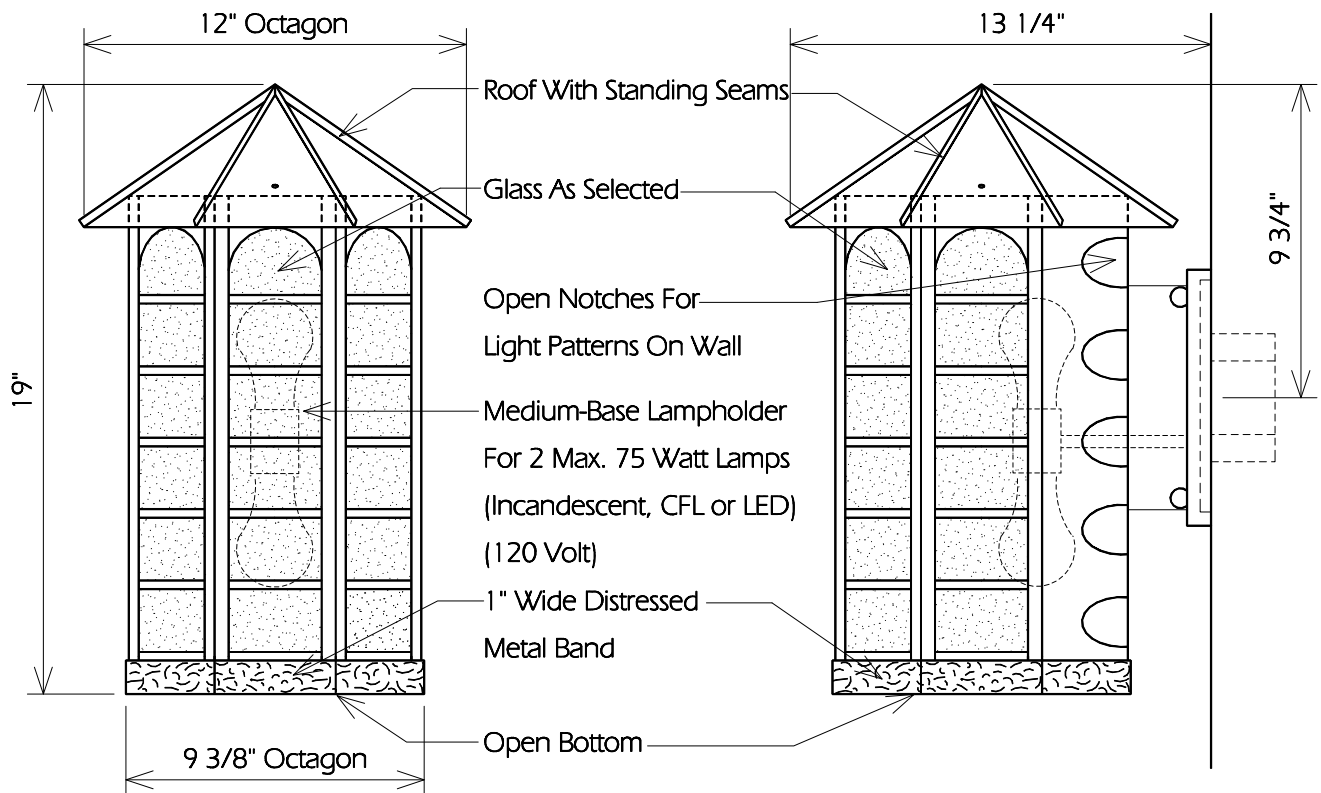 12" Octagon
13 1/4"
Roof With Standing Seams
Glass As Selected
9 3/4"
Open Notches For
Light Patterns On Wall
19"
Medium-Base Lampholder
For 2 Max. 75 Watt Lamps
(Incandescent, CFL or LED)
(120 Volt)
1" Wide Distressed
Metal Band
Open Bottom
9 3/8" Octagon